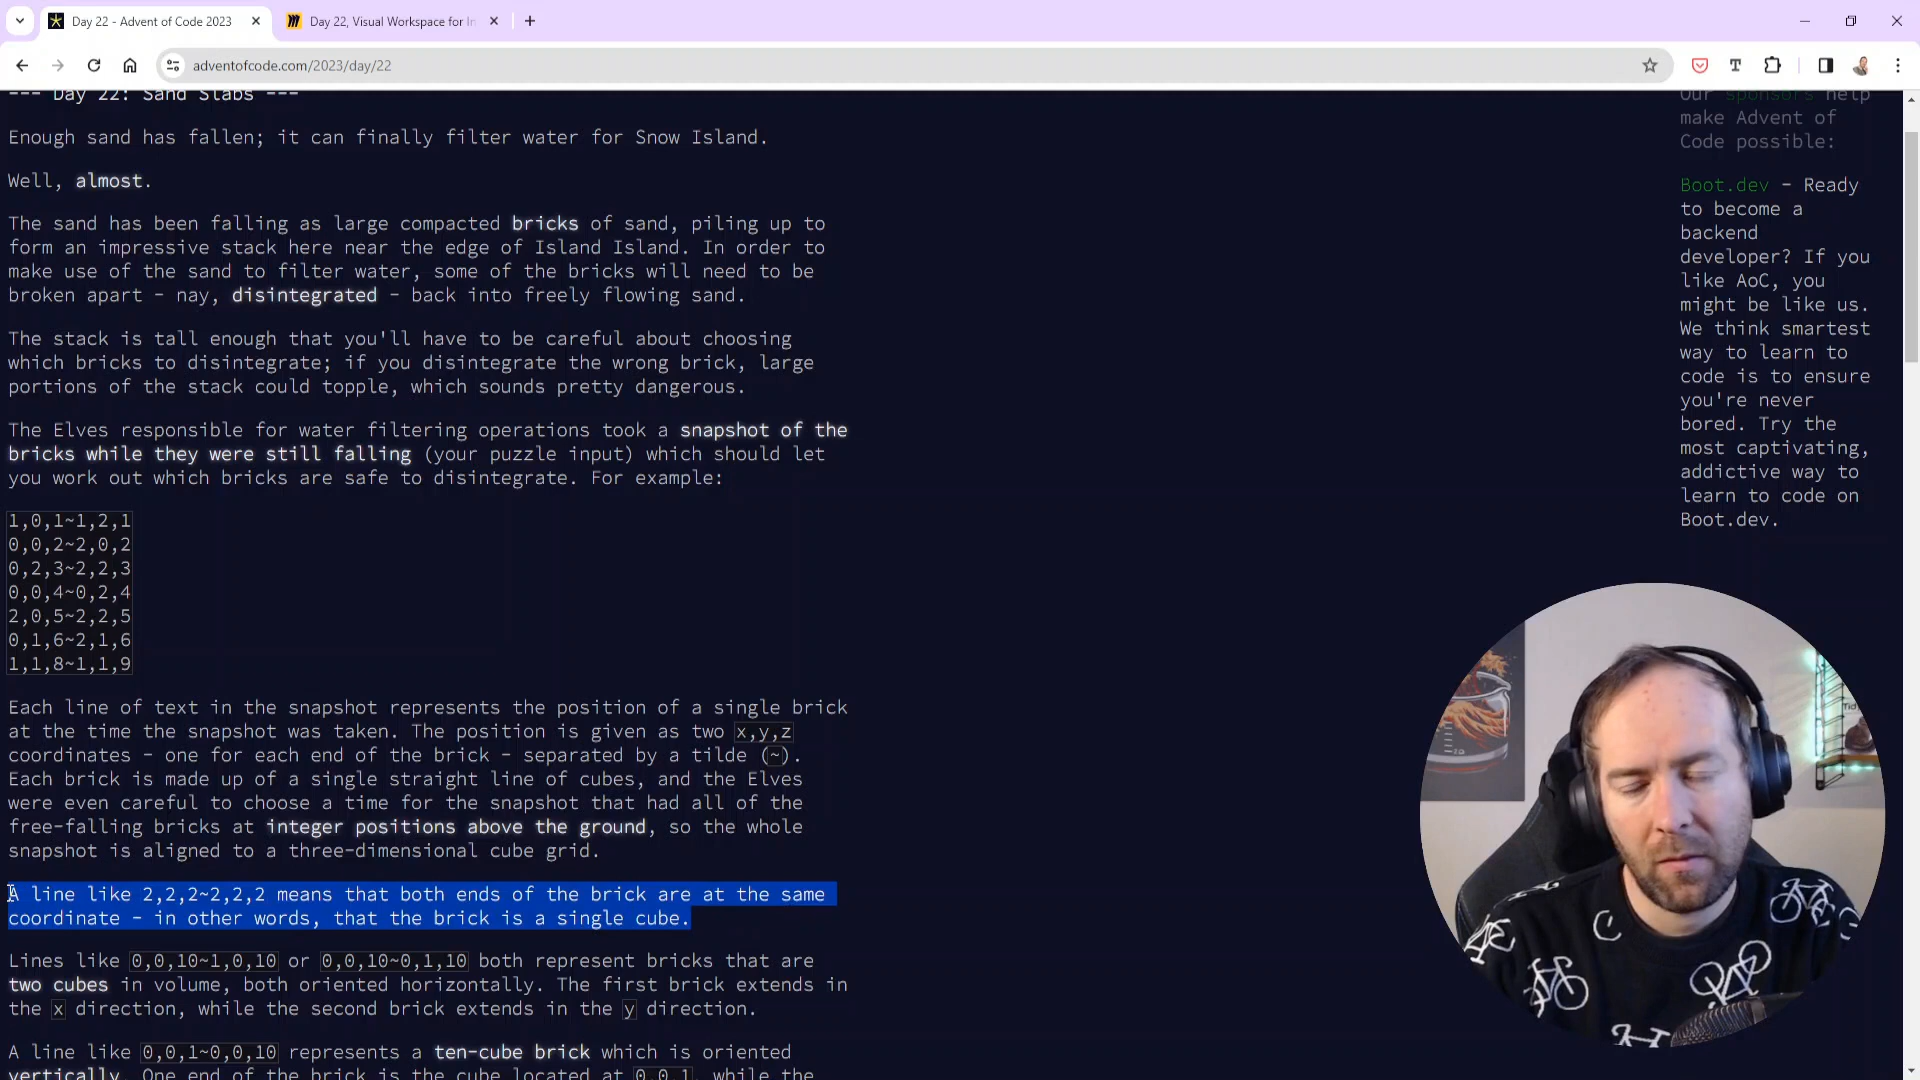 Day 22 - Advent of Code 2023
Day 22, Visual Workspace for In
adventofcode.com/2023/day/22
--- Day 22: Sand Slabs ---
Enough sand has fallen; it can finally filter water for Snow Island.
Well, almost.
The sand has been falling as large compacted bricks of sand, piling up to
form an impressive stack here near the edge of Island Island. In order to
make use of the sand to filter water, some of the bricks will need to be
broken apart - nay, disintegrated - back into freely flowing sand.
The stack is tall enough that you'll have to be careful about choosing
which bricks to disintegrate; if you disintegrate the wrong brick, large
portions of the stack could topple, which sounds pretty dangerous.
The Elves responsible for water filtering operations took a snapshot of the
bricks while they were still falling (your puzzle input) which should let
you work out which bricks are safe to disintegrate. For example:
1,0,1~1,2,1
0,0,2~2,0,2
0,2,3~2,2,3
0,0,4~0,2,4
2,0,5~2,2,5
0,1,6~2,1,6
1,1,8~1,1,9
Each line of text in the snapshot represents the position of a single brick
at the time the snapshot was taken. The position is given as two x,y,z
coordinates - one for each end of the brick - separated by a tilde (~).
Each brick is made up of a single straight line of cubes, and the Elves
were even careful to choose a time for the snapshot that had all of the
free-falling bricks at integer positions above the ground, so the whole
snapshot is aligned to a three-dimensional cube grid.
A line like 2,2,2~2,2,2 means that both ends of the brick are at the same
coordinate - in other words, that the brick is a single cube.
Lines like 0,0,10~1,0,10 or 0,0,10~0,1,10 both represent bricks that are
two cubes in volume, both oriented horizontally. The first brick extends in
the x direction, while the second brick extends in the y direction.
A line like 0,0,1~0,0,10 represents a ten-cube brick which is oriented
vertically. One end of the brick is the cube located at 0,0,1, while the
Our sponsors help
make Advent of
Code possible:
Boot.dev - Ready
to become a
backend
developer? If you
like AoC, you
might be like us.
We think smartest
way to learn to
code is to ensure
you're never
bored. Try the
most captivating,
addictive way to
learn to code on
Boot.dev.